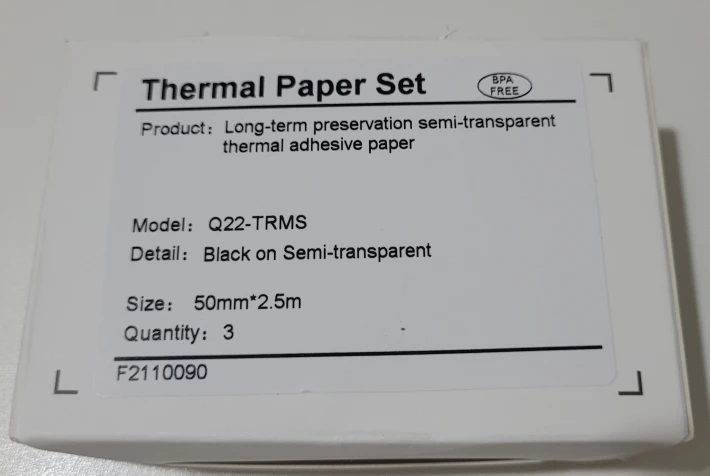 Thermal Paper Set
BPA
FREE
Product: Long-term preservation semi-transparent
thermal adhesive paper
Model: Q22-TRMS
Detail: Black on Semi-transparent
Size: 50mm*2.5m
Quantity: 3
F2110090